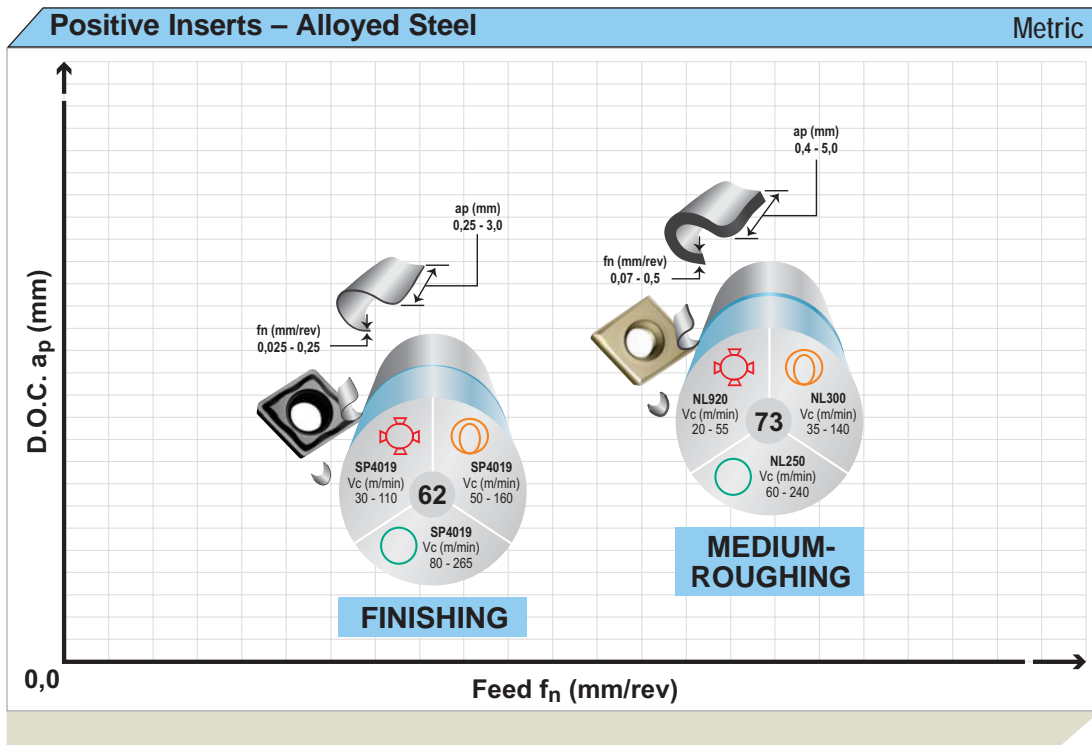 Positive Inserts – Alloyed Steel
Metric
D.O.C. ap (mm)
ap (mm)
0,25 - 3,0
fn (mm/rev)
0,025 - 0,25
SP4019
Vc (m/min)
30 - 110
SP4019
Vc (m/min)
50 - 160
62
SP4019
Vc (m/min)
80 - 265
FINISHING
ap (mm)
0,4 - 5,0
fn (mm/rev)
0,07 - 0,5
NL920
Vc (m/min)
20 - 55
NL300
Vc (m/min)
35 - 140
73
NL250
Vc (m/min)
60 - 240
MEDIUM-
ROUGHING
0,0
Feed fn (mm/rev)